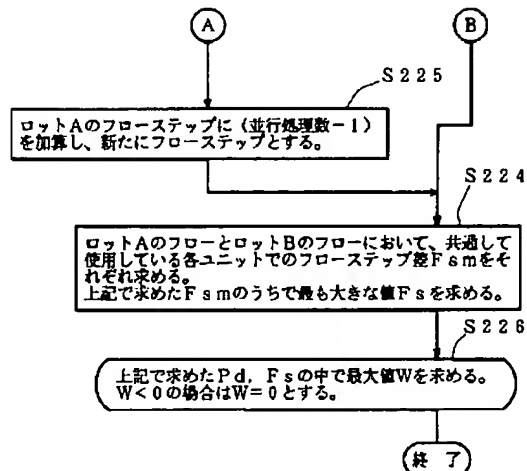 A
B
S225
ロットAのフローステップに(並行処理数-1)
を加算し、新たにフローステップとする。
S224
ロットAのフローとロットBのフローにおいて、共通して
使用している各ユニットでのフローステップ差Fsmをそ
れぞれ求める。
上記で求めたFsmのうちで最も大きな値Fsを求める。
S226
上記で求めたPd,Fsの中で最大値Wを求める。
W<0の場合はW=0とする。
終了